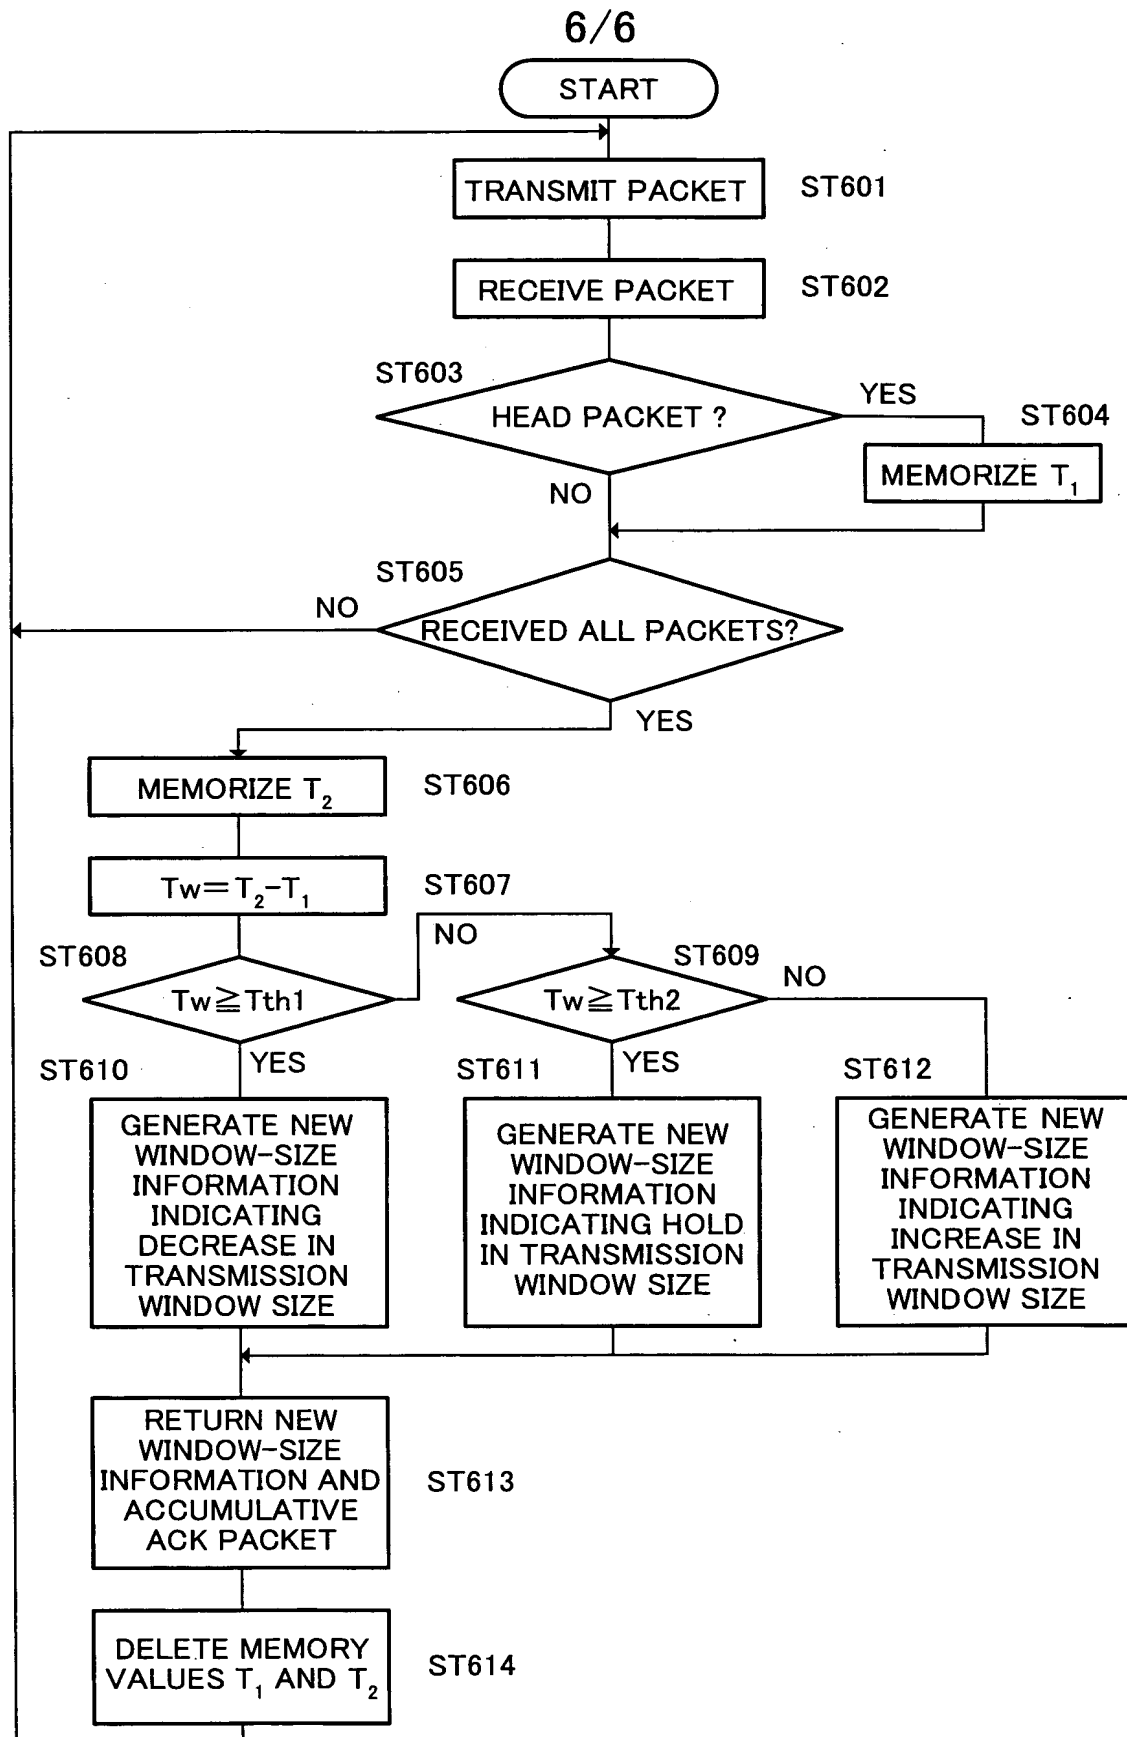 6/6
START
TRANSMIT PACKET
ST601
RECEIVE PACKET
ST602
ST603
HEAD PACKET ?
YES
ST604
MEMORIZE T₁
NO
ST605
NO
RECEIVED ALL PACKETS?
YES
MEMORIZE T₂
ST606
Tw=T₂-T₁
ST607
ST608
Tw≧Tth1
NO
ST609
Tw≧Tth2
NO
YES
ST610
GENERATE NEW
WINDOW-SIZE
INFORMATION
INDICATING
DECREASE IN
TRANSMISSION
WINDOW SIZE
YES
ST611
GENERATE NEW
WINDOW-SIZE
INFORMATION
INDICATING HOLD
IN TRANSMISSION
WINDOW SIZE
ST612
GENERATE NEW
WINDOW-SIZE
INFORMATION
INDICATING
INCREASE IN
TRANSMISSION
WINDOW SIZE
RETURN NEW
WINDOW-SIZE
INFORMATION AND
ACCUMULATIVE
ACK PACKET
ST613
DELETE MEMORY
VALUES T₁ AND T₂
ST614